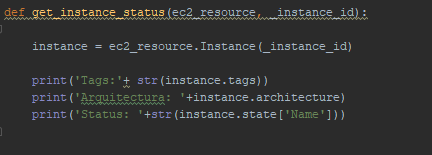 def get_instance_status(ec2_resource, _instance_id):
instance = ec2_resource.Instance(_instance_id)
print('Tags:'+ str(instance.tags))
print('Arquitectura: '+instance.architecture)
print('Status: '+str(instance.state['Name']))